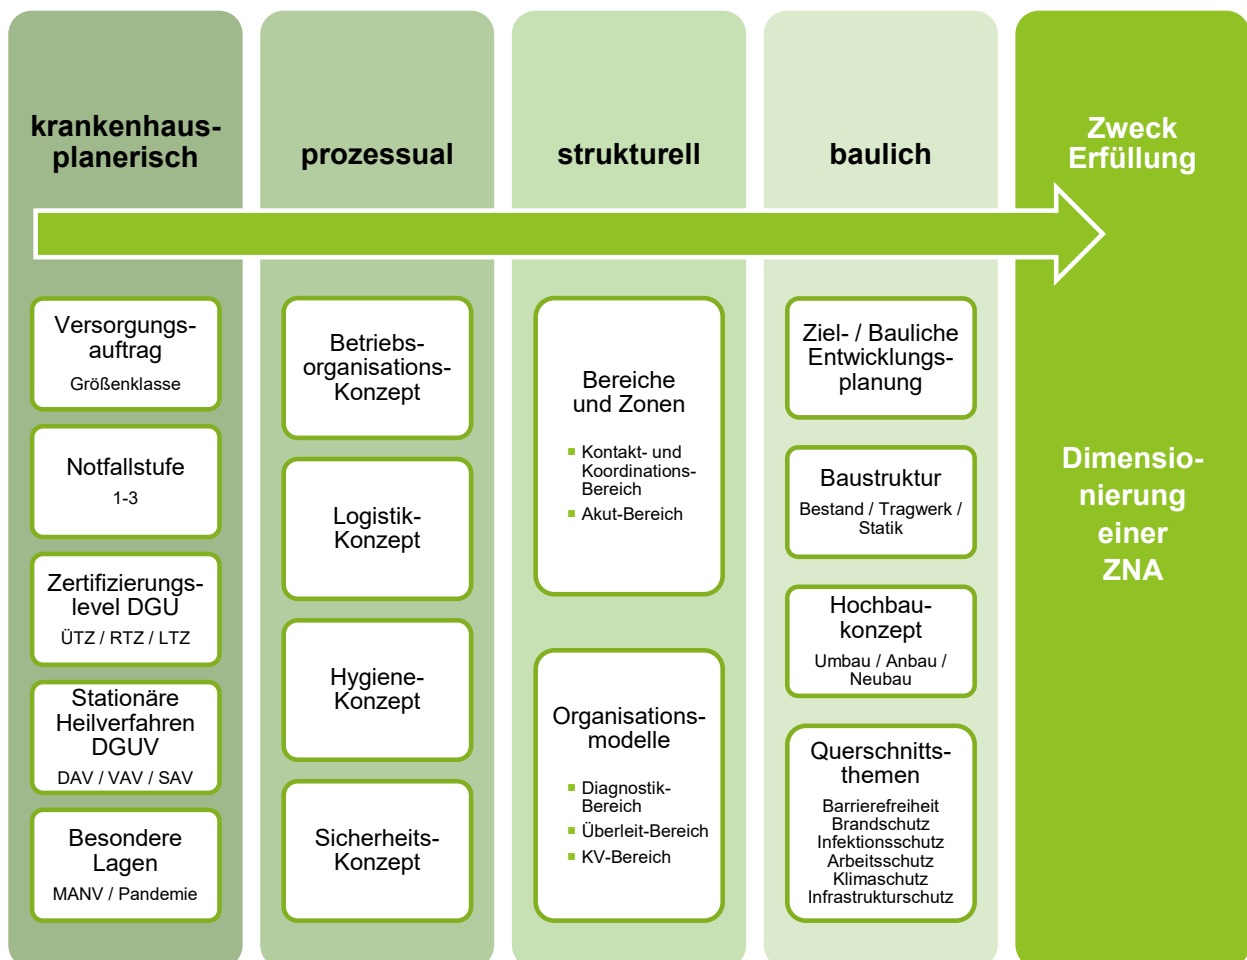 krankenhaus-
planerisch
Versorgungs-
auftrag
Größenklasse
Notfallstufe
1-3
Zertifizierungs-
level DGU
ÜTZ / RTZ / LTZ
Stationäre
Heilverfahren
DGUV
DAV / VAV / SAV
Besondere
Lagen
MANV / Pandemie
prozessual
Betriebs-
organisations-
Konzept
Logistik-
Konzept
Hygiene-
Konzept
Sicherheits-
Konzept
strukturell
Bereiche
und Zonen
Kontakt- und
Koordinations-
Bereich
Akut-Bereich
Organisations-
modelle
Diagnostik-
Bereich
Überleit-Bereich
KV-Bereich
baulich
Ziel- / Bauliche
Entwicklungs-
planung
Baustruktur
Bestand / Tragwerk /
Statik
Hochbau-
konzept
Umbau / Anbau /
Neubau
Querschnitts-
themen
Barrierefreiheit
Brandschutz
Infektionsschutz
Arbeitsschutz
Klimaschutz
Infrastrukturschutz
Zweck
Erfüllung
Dimensio-
nierung
einer
ZNA